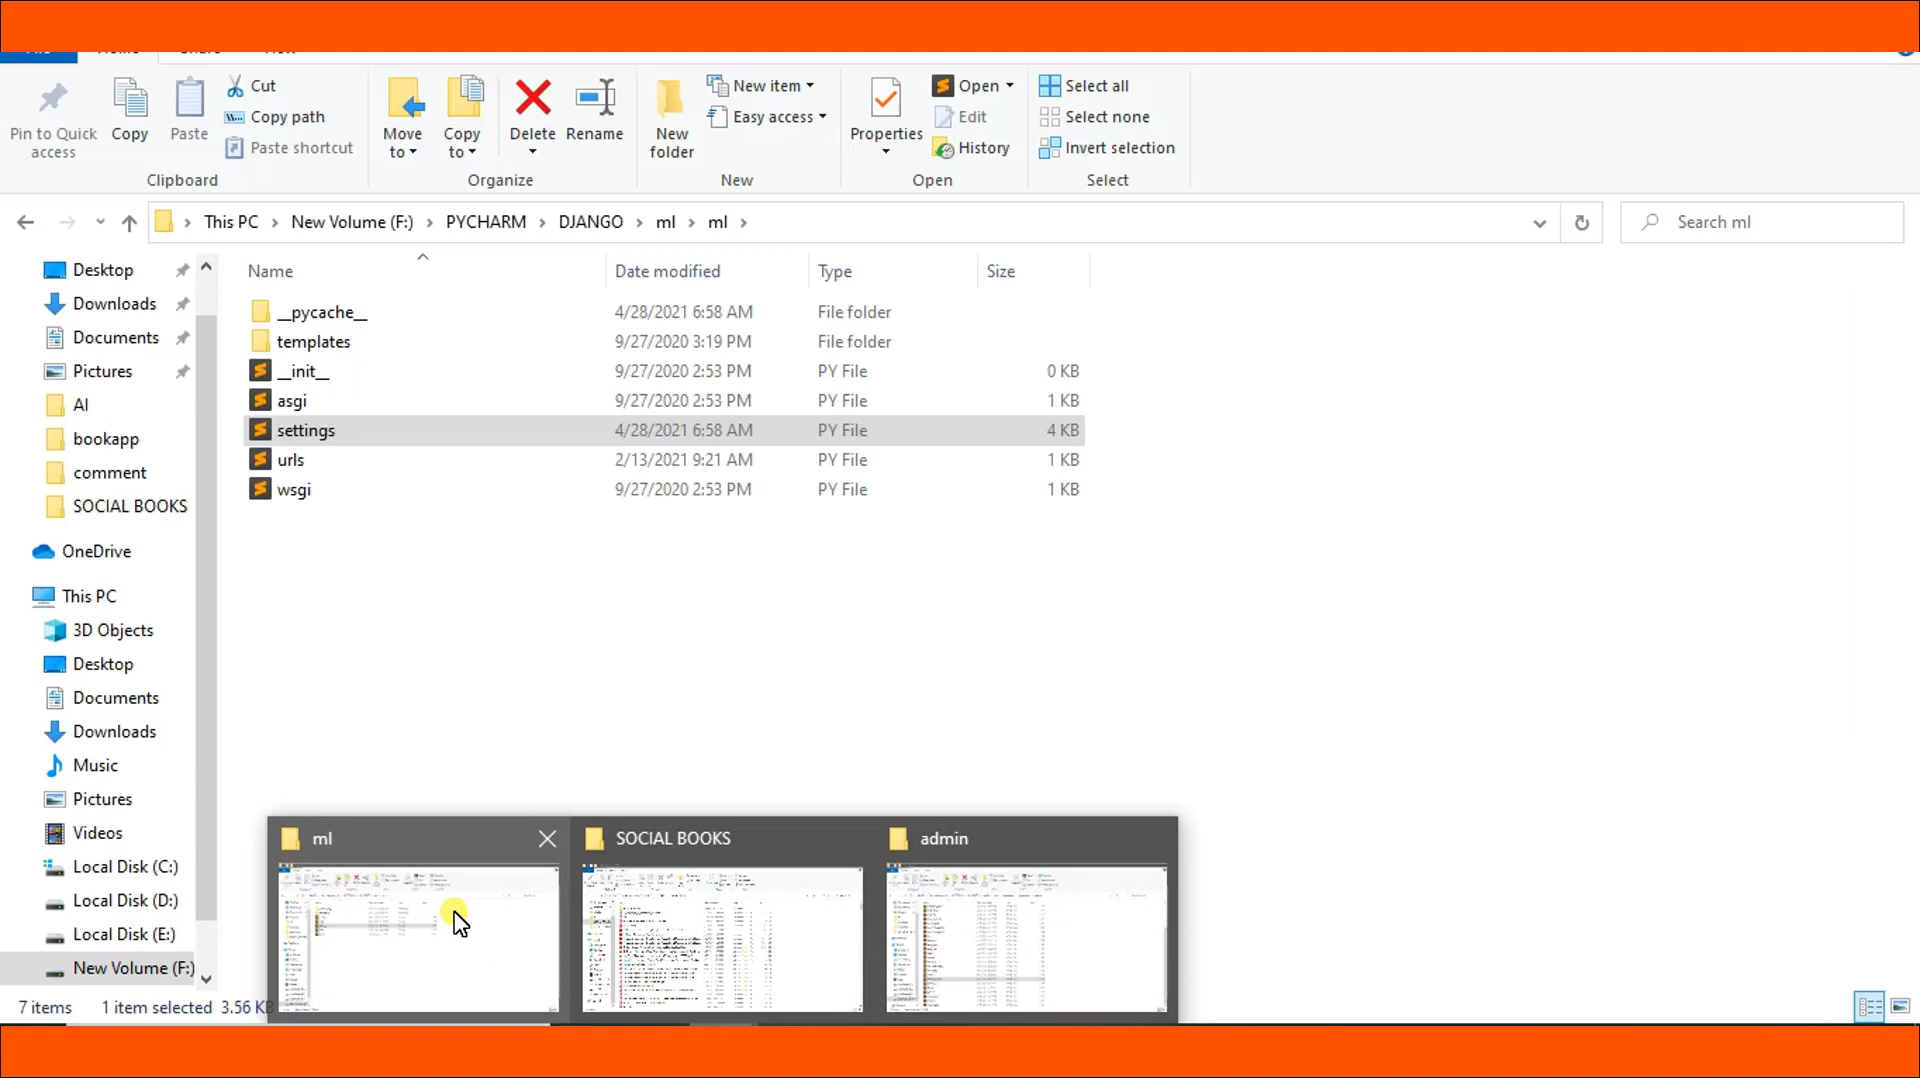 Pin to Quick access
Copy
Paste
Cut
Copy path
Paste shortcut
Clipboard
Move to
Copy to
Delete
Rename
Organize
New folder
New item
Easy access
New
Properties
Open
Edit
History
Open
Select all
Select none
Invert selection
Select
This PC > New Volume (F:) > PYCHARM > DJANGO > ml > ml >
Search ml
Name Date modified Type Size
__pycache__ 4/28/2021 6:58 AM File folder
templates 9/27/2020 3:19 PM File folder
__init__ 9/27/2020 2:53 PM PY File 0 KB
asgi 9/27/2020 2:53 PM PY File 1 KB
settings 4/28/2021 6:58 AM PY File 4 KB
urls 2/13/2021 9:21 AM PY File 1 KB
wsgi 9/27/2020 2:53 PM PY File 1 KB
Desktop
Downloads
Documents
Pictures
AI
bookapp
comment
SOCIAL BOOKS
OneDrive
This PC
3D Objects
Desktop
Documents
Downloads
Music
Pictures
Videos
Local Disk (C:)
Local Disk (D:)
Local Disk (E:)
New Volume (F:)
ml
SOCIAL BOOKS
admin
7 items 1 item selected 3.56 KB